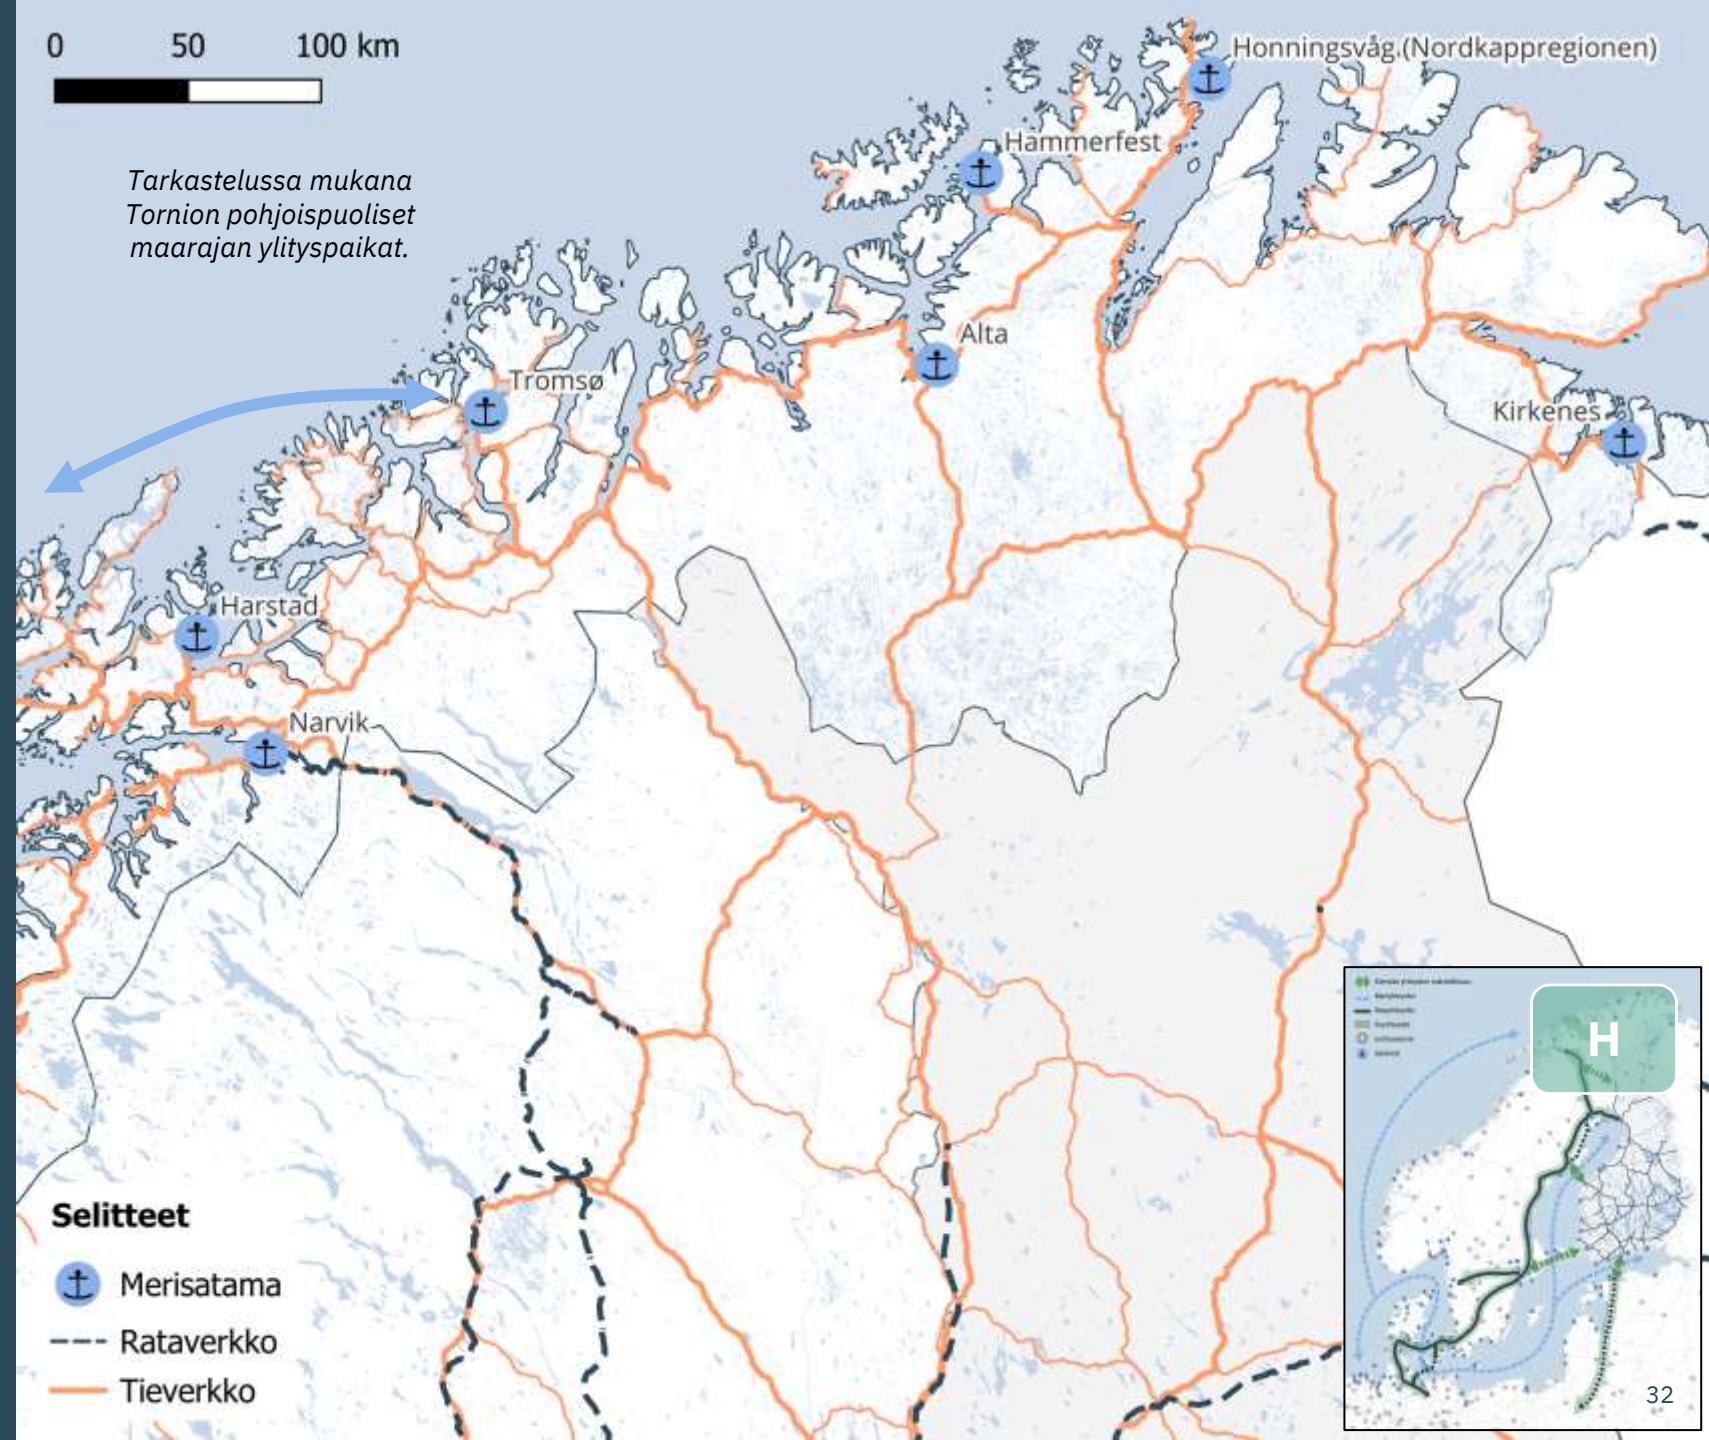 0 50 100 km
Tarkastelussa mukana
Tornion pohjoispuoliset
maarajan ylityspaikat.
Honningsvåg.(Nordkappregionen)
Hammerfest
Alta
Tromsø
Kirkenes
Harstad
Narvik
Selitteet
Merisatama
Rataverkko
Tieverkko
H
32